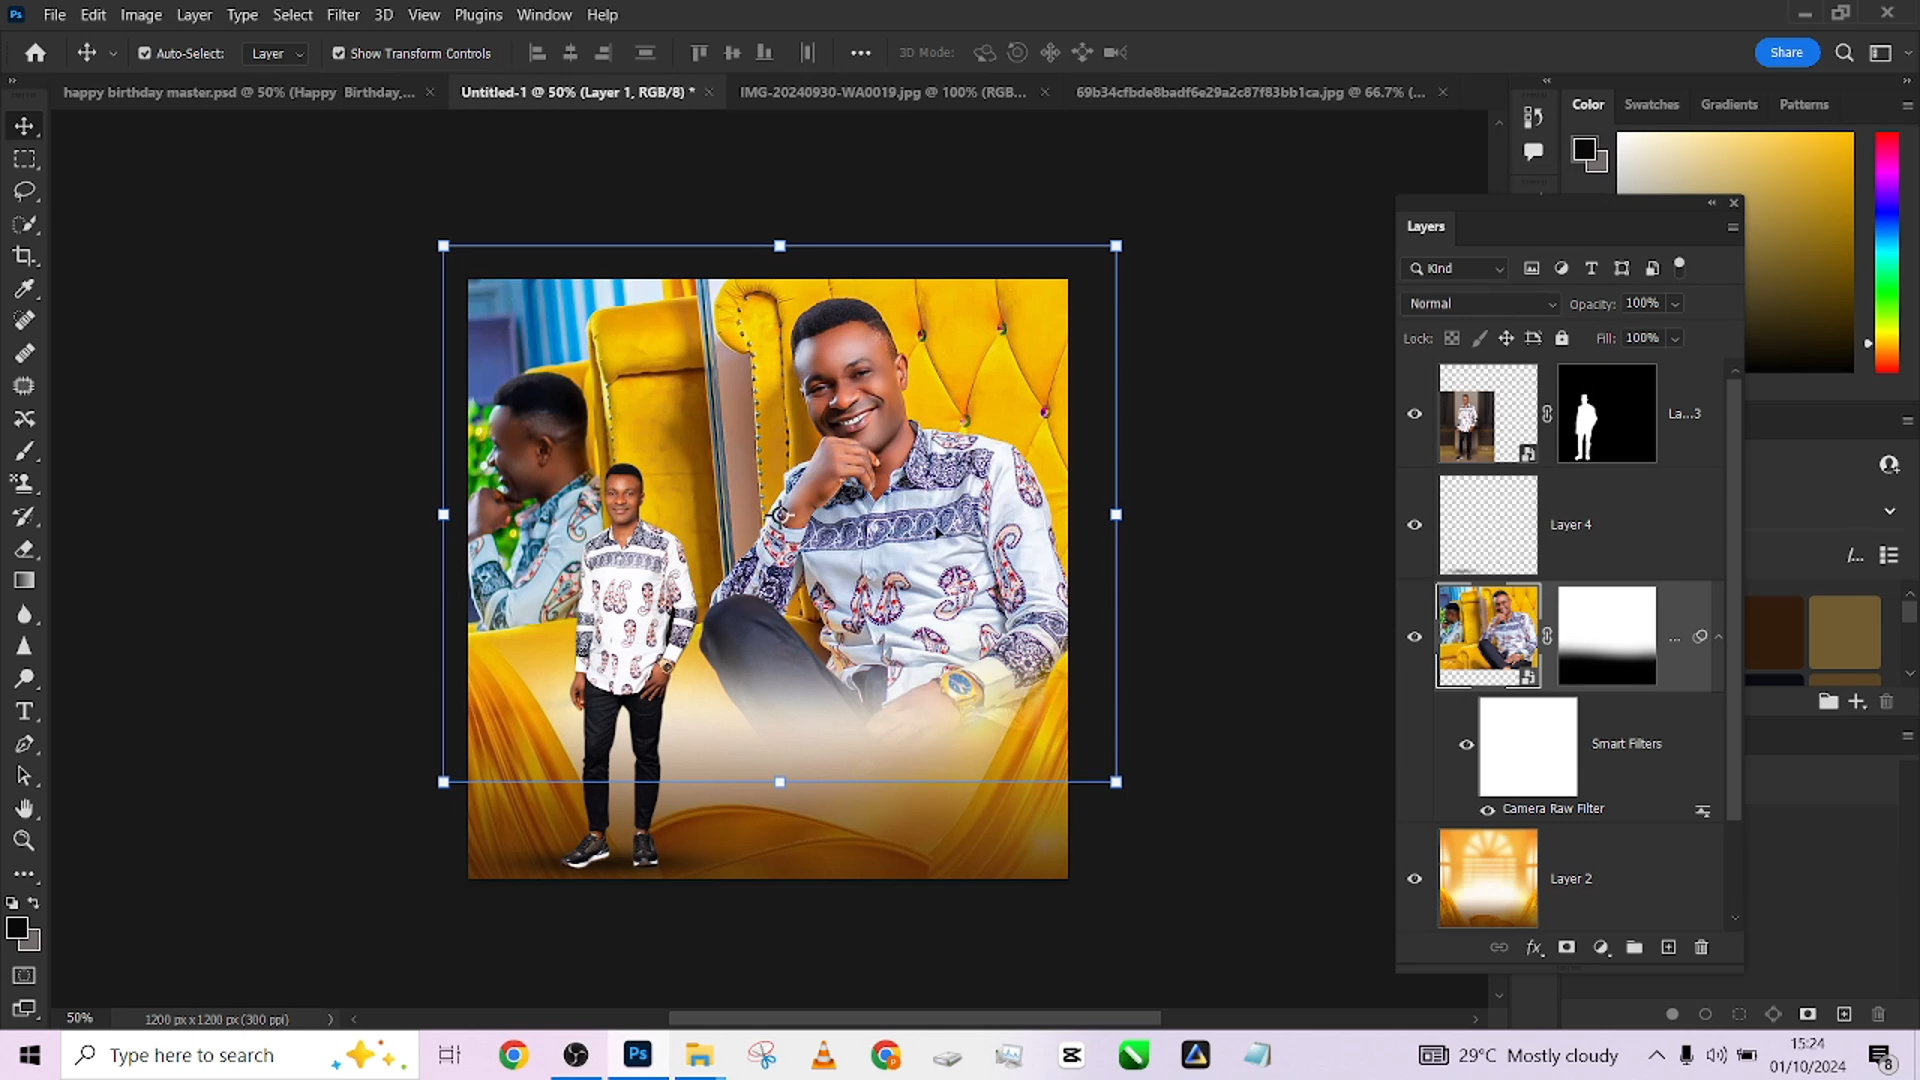 Ps File Edit Image Layer Type Select Filter 3D View Plugins Window Help
Auto-Select: Layer Show Transform Controls 3D Mode: Share
happy birthday master.psd @ 50% (Happy Birthday,... Untitled-1 @ 50% (Layer 1, RGB/8) * IMG-20240930-WA0019.jpg @ 100% (RGB... 69b34cfbde8badf6e29a2c87f83bb1ca.jpg @ 66.7% (...
Color Swatches Gradients Patterns
Layers
Kind
Normal Opacity: 100%
Lock: Fill: 100%
La...3
Layer 4
...
Smart Filters
Camera Raw Filter
Layer 2
fx
50% 1200 px x 1200 px (300 ppi)
Type here to search Ps 29°C Mostly cloudy 15:24
01/10/2024 8